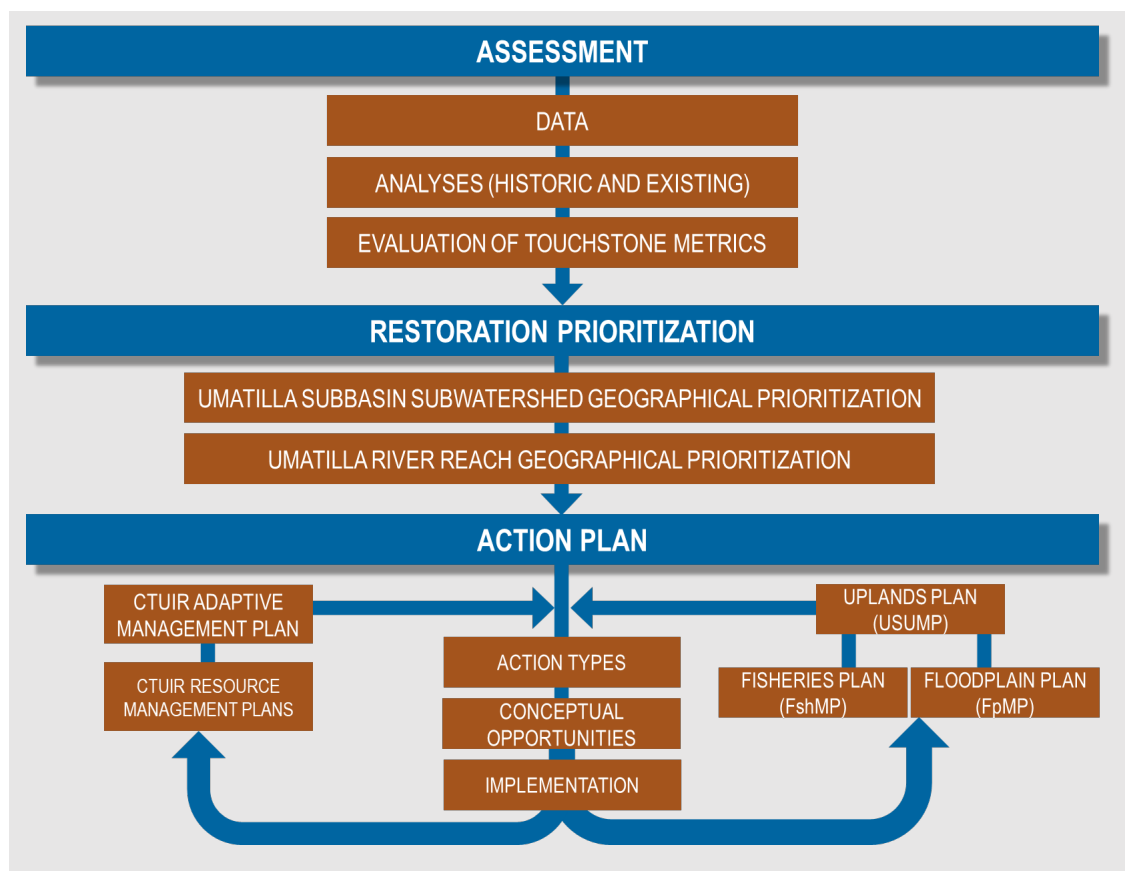 ASSESSMENT
DATA
ANALYSES (HISTORIC AND EXISTING)
EVALUATION OF TOUCHSTONE METRICS
RESTORATION PRIORITIZATION
UMATILLA SUBBASIN SUBWATERSHED GEOGRAPHICAL PRIORITIZATION
UMATILLA RIVER REACH GEOGRAPHICAL PRIORITIZATION
ACTION PLAN
CTUIR ADAPTIVE
MANAGEMENT PLAN
CTUIR RESOURCE
MANAGEMENT PLANS
ACTION TYPES
CONCEPTUAL
OPPORTUNITIES
IMPLEMENTATION
UPLANDS PLAN
(USUMP)
FISHERIES PLAN
(FshMP)
FLOODPLAIN PLAN
(FpMP)